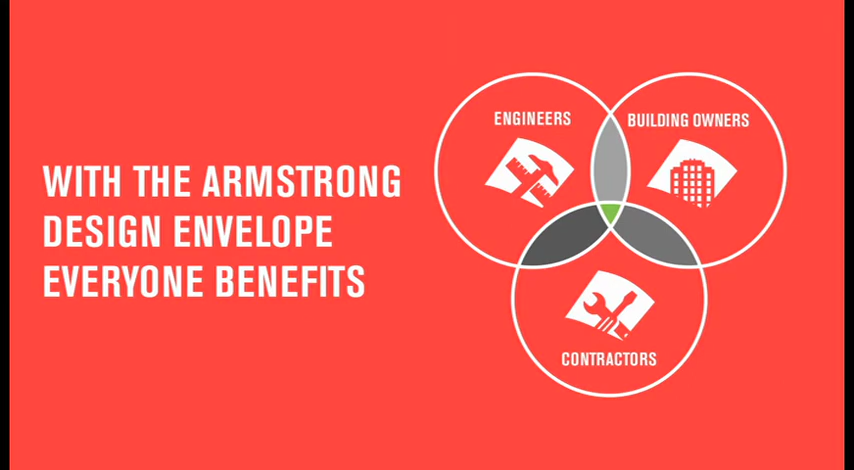 WITH THE ARMSTRONG
DESIGN ENVELOPE
EVERYONE BENEFITS
ENGINEERS
BUILDING OWNERS
CONTRACTORS